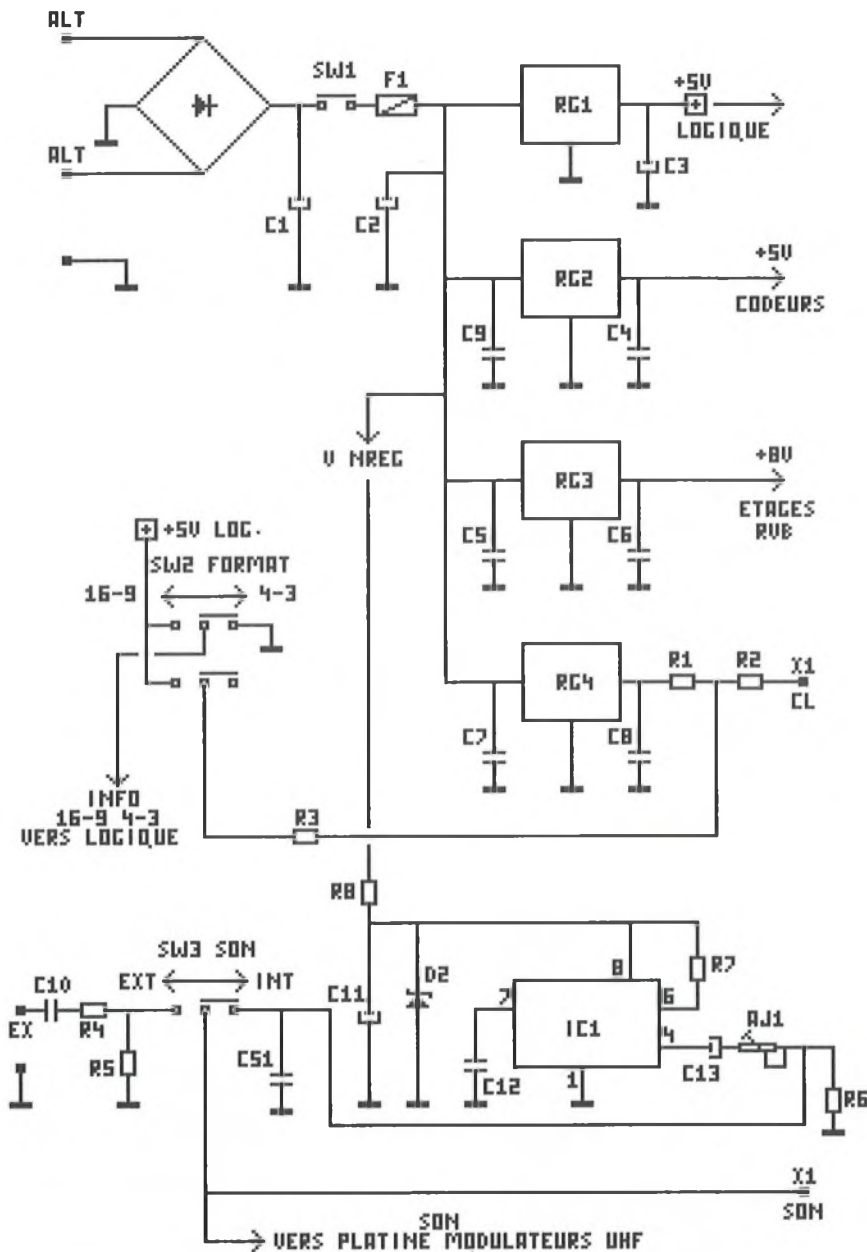 ALT
SW1
F1
+5V
RG1
LOGIQUE
ALT
C3
C1
C2
+5V
RG2
CODEURS
C9
C4
V NREG
+8V
RG3
ETAGES
RVB
C5
C6
+5V LOG.
SW2 FORMAT
16-9
4-3
RG4
R1
R2
X1
CL
C7
C8
INFO
16-9 4-3
VERS LOGIQUE
R3
R8
SW3 SON
EXT
INT
C10
EX
R4
R5
C51
C11
D2
7
8
6
4
1
IC1
R7
AJ1
C12
C13
R6
X1
SON
SON
VERS PLATINE MODULATEURS UHF